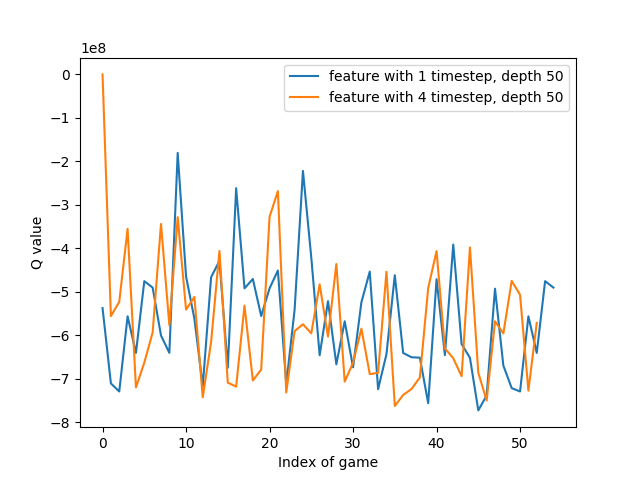 1e8
0
−1
−2
−3
−4
−5
−6
−7
−8
Q value
0 10 20 30 40 50
Index of game
feature with 1 timestep, depth 50
feature with 4 timestep, depth 50